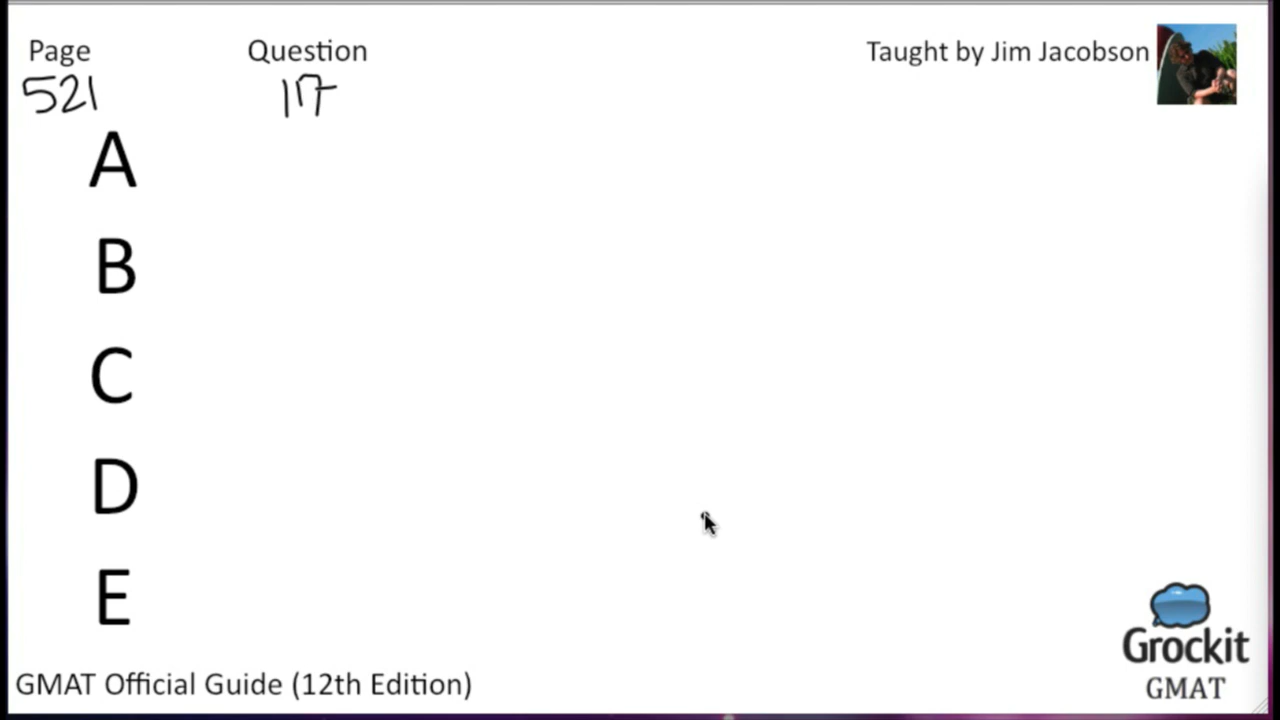 Page Question Taught by Jim Jacobson
521 117
A
B
C
D
E
Grockit
GMAT
GMAT Official Guide (12th Edition)